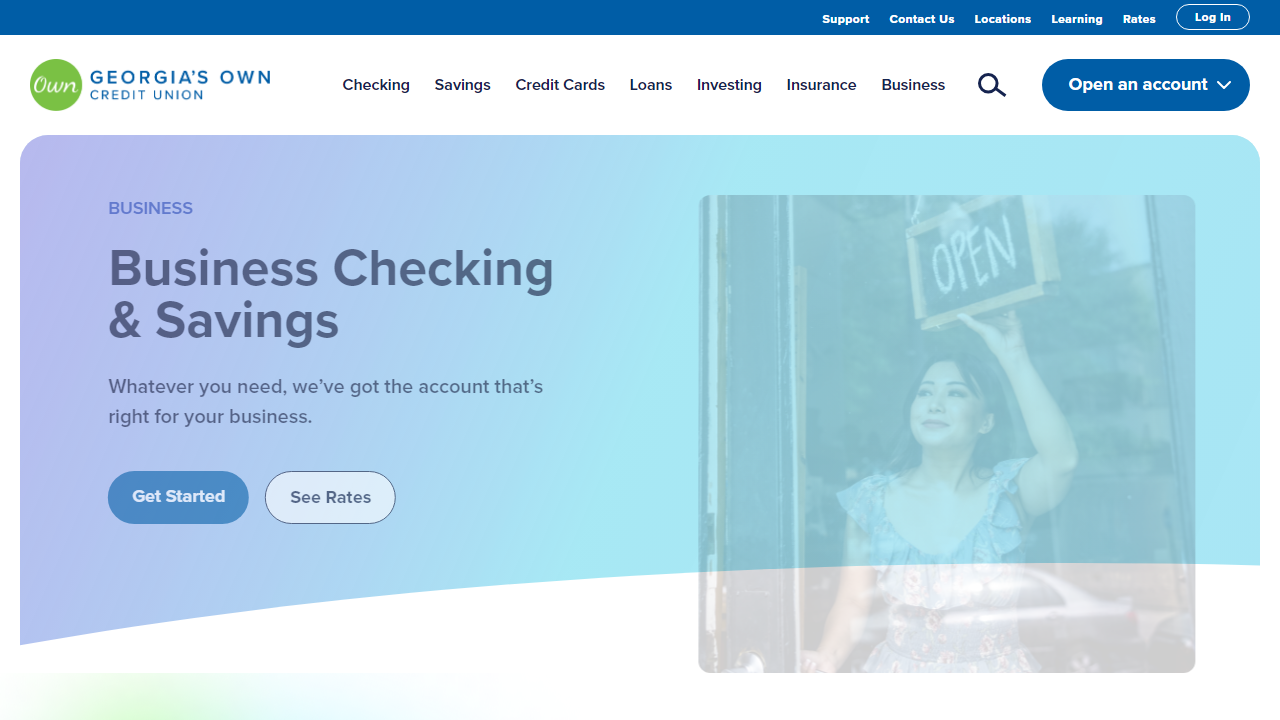 Support Contact Us Locations Learning Rates Log In
Own
GEORGIA'S OWN
CREDIT UNION
Checking Savings Credit Cards Loans Investing Insurance Business
Open an account
BUSINESS
Business Checking
& Savings
Whatever you need, we’ve got the account that’s
right for your business.
Get Started
See Rates
OPEN